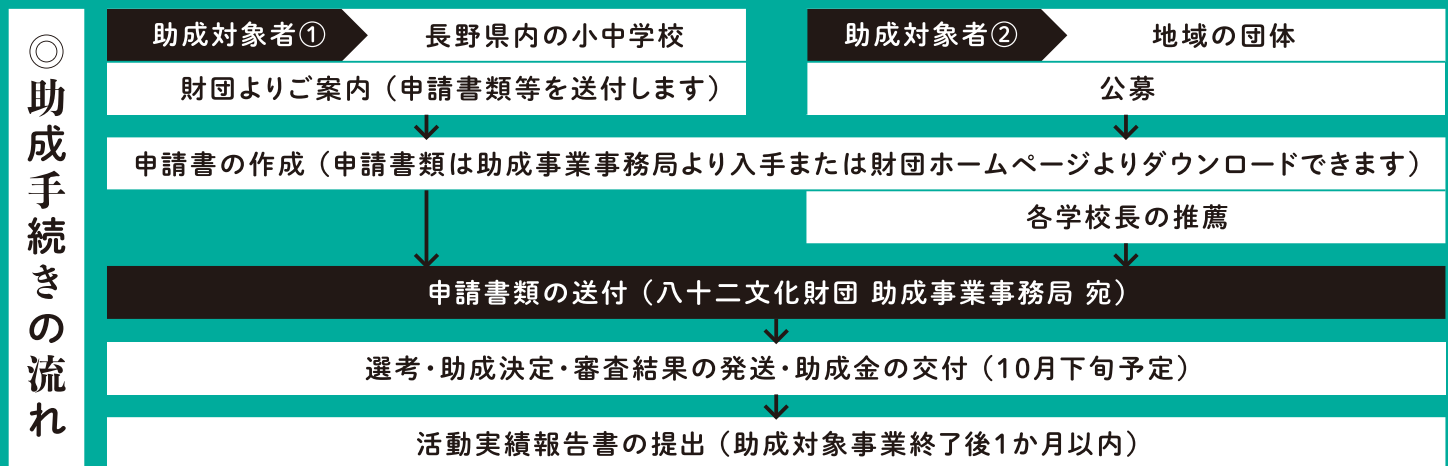 ◎助成手続きの流れ
助成対象者① 長野県内の小中学校
財団よりご案内（申請書類等を送付します）
助成対象者② 地域の団体
公募
申請書の作成（申請書類は助成事業事務局より入手または財団ホームページよりダウンロードできます）
各学校長の推薦
申請書類の送付（八十二文化財団 助成事業事務局 宛）
選考・助成決定・審査結果の発送・助成金の交付（10月下旬予定）
活動実績報告書の提出（助成対象事業終了後1か月以内）